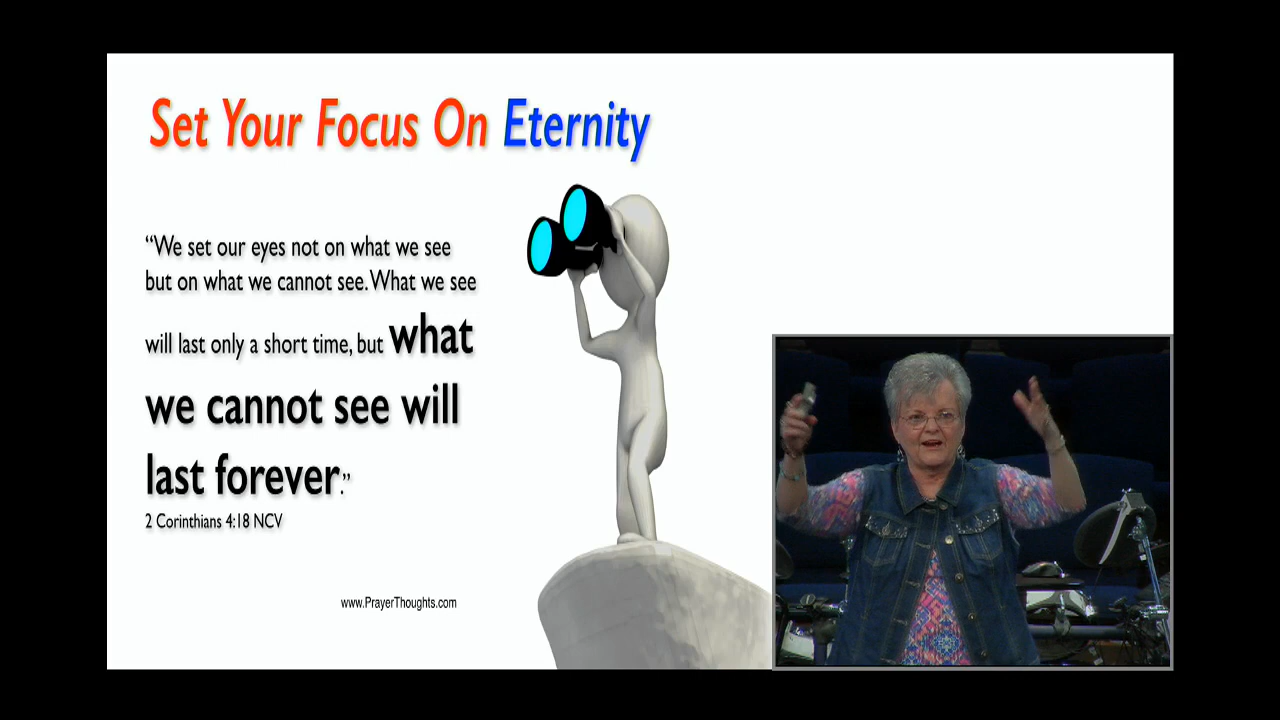 Set Your Focus On Eternity
“We set our eyes not on what we see
but on what we cannot see. What we see
will last only a short time, but what
we cannot see will
last forever.”
2 Corinthians 4:18 NCV
www.PrayerThoughts.com